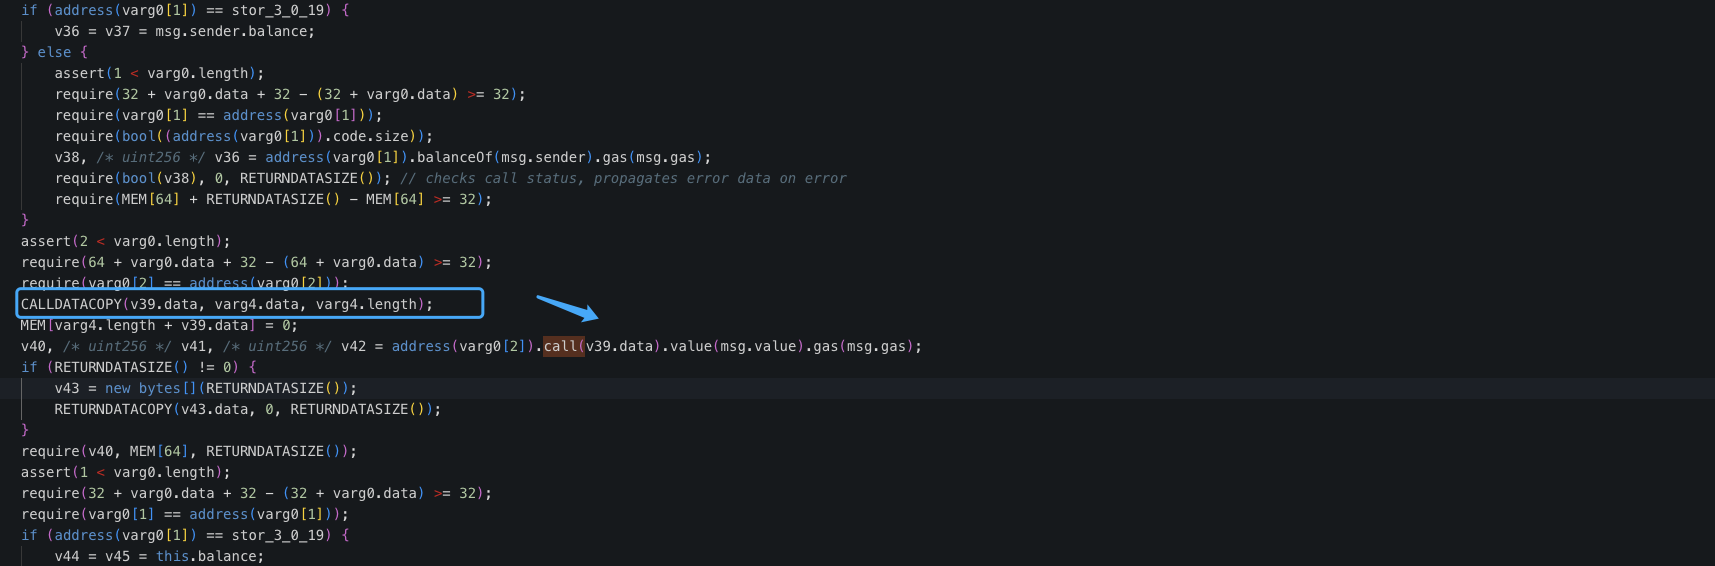 if (address(varg0[1]) == stor_3_0_19) {
v36 = v37 = msg.sender.balance;
} else {
assert(1 < varg0.length);
require(32 + varg0.data + 32 - (32 + varg0.data) >= 32);
require(varg0[1] == address(varg0[1]));
require(bool((address(varg0[1])).code.size));
v38, /* uint256 */ v36 = address(varg0[1]).balanceOf(msg.sender).gas(msg.gas);
require(bool(v38), 0, RETURNDATASIZE()); // checks call status, propagates error data on error
require(MEM[64] + RETURNDATASIZE() - MEM[64] >= 32);
}
assert(2 < varg0.length);
require(64 + varg0.data + 32 - (64 + varg0.data) >= 32);
require(varg0[2] == address(varg0[2]));
CALLDATACOPY(v39.data, varg4.data, varg4.length);
MEM[varg4.length + v39.data] = 0;
v40, /* uint256 */ v41, /* uint256 */ v42 = address(varg0[2]).call(v39.data).value(msg.value).gas(msg.gas);
if (RETURNDATASIZE() != 0) {
v43 = new bytes[](RETURNDATASIZE());
RETURNDATACOPY(v43.data, 0, RETURNDATASIZE());
}
require(v40, MEM[64], RETURNDATASIZE());
assert(1 < varg0.length);
require(32 + varg0.data + 32 - (32 + varg0.data) >= 32);
require(varg0[1] == address(varg0[1]));
if (address(varg0[1]) == stor_3_0_19) {
v44 = v45 = this.balance;